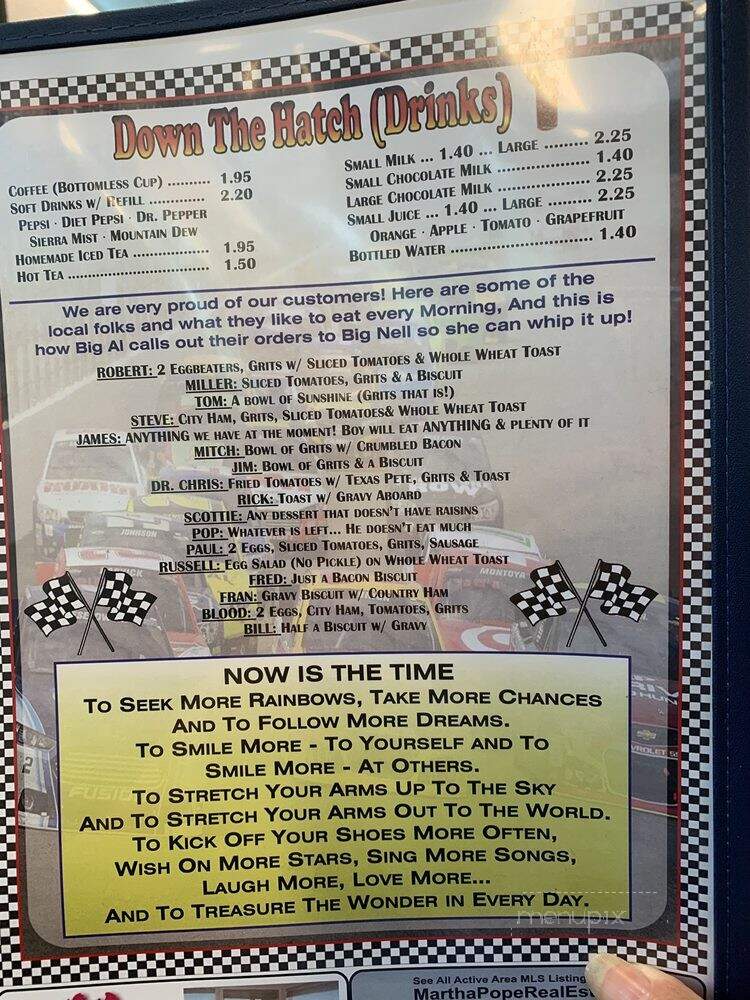 Down The Hatch (Drinks)
Coffee (Bottomless Cup) .......... 1.95
Soft Drinks w/ Refill .................... 2.20
Pepsi · Diet Pepsi · Dr. Pepper
Sierra Mist · Mountain Dew
Homemade Iced Tea ...................... 1.95
Hot Tea .................................. 1.50
Small Milk ... 1.40 ... Large ......... 2.25
Small Chocolate Milk ...................... 1.40
Large Chocolate Milk ...................... 2.25
Small Juice ... 1.40 ... Large ......... 2.25
Orange · Apple · Tomato · Grapefruit
Bottled Water .................................. 1.40
We are very proud of our customers! Here are some of the
local folks and what they like to eat every Morning, And this is
how Big Al calls out their orders to Big Nell so she can whip it up!
Robert: 2 Eggbeaters, Grits w/ Sliced Tomatoes & Whole Wheat Toast
Miller: Sliced Tomatoes, Grits & a Biscuit
Tom: A bowl of Sunshine (Grits that is!)
Steve: City Ham, Grits, Sliced Tomatoes& Whole Wheat Toast
James: ANYTHING we have at the moment! Boy will eat ANYTHING & plenty of it
Mitch: Bowl of Grits w/ Crumbled Bacon
Jim: Bowl of Grits & a Biscuit
Dr. Chris: Fried Tomatoes w/ Texas Pete, Grits & Toast
Rick: Toast w/ Gravy Aboard
Scottie: Any dessert that doesn't have raisins
Pop: Whatever is left... He doesn't eat much
Paul: 2 Eggs, Sliced Tomatoes, Grits, Sausage
Russell: Egg Salad (No Pickle) on Whole Wheat Toast
Fred: Just a Bacon Biscuit
Fran: Gravy Biscuit w/ Country Ham
Blood: 2 Eggs, City Ham, Tomatoes, Grits
Bill: Half a Biscuit w/ Gravy
JOHNSON
MONTOYA
NOW IS THE TIME
To Seek More Rainbows, Take More Chances
And To Follow More Dreams.
To Smile More - To Yourself and To
Smile More - At Others.
To Stretch Your Arms Up To The Sky
And To Stretch Your Arms Out To The World.
To Kick Off Your Shoes More Often,
Wish On More Stars, Sing More Songs,
Laugh More, Love More...
And To Treasure The Wonder in Every Day.
menupix
See All Active Area MLS Listing
MarthaPopeRealEs